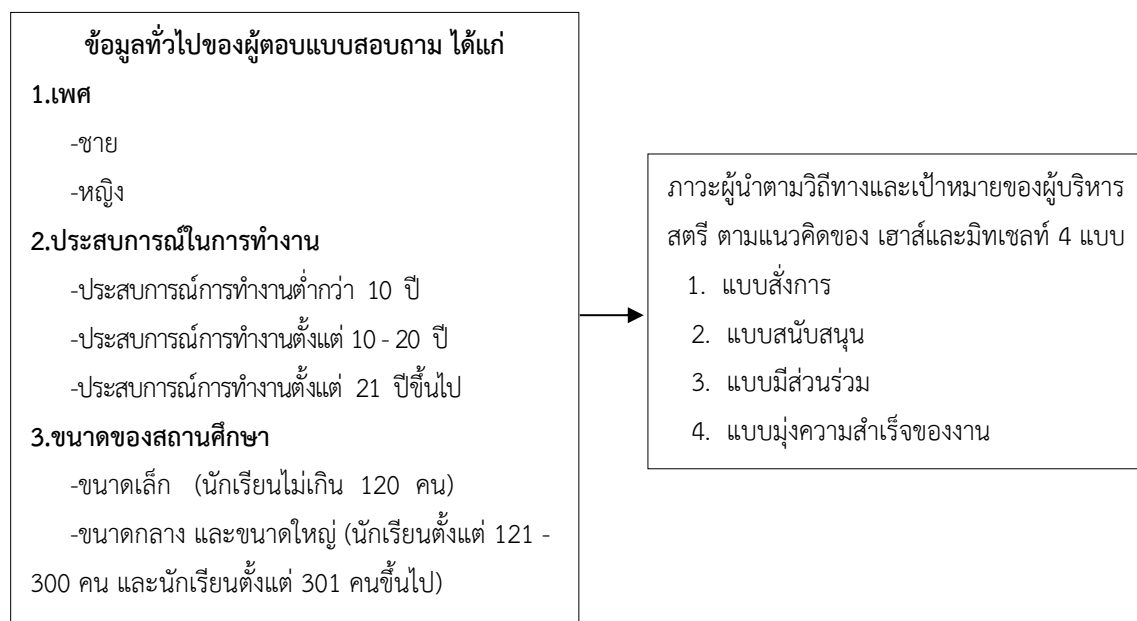 ข้อมูลทั่วไปของผู้ตอบแบบสอบถาม ได้แก่
1.เพศ
-ชาย
-หญิง
2.ประสบการณ์ในการทำงาน
-ประสบการณ์การทำงานต่ำกว่า 10 ปี
-ประสบการณ์การทำงานตั้งแต่ 10 - 20 ปี
-ประสบการณ์การทำงานตั้งแต่ 21 ปีขึ้นไป
3.ขนาดของสถานศึกษา
-ขนาดเล็ก (นักเรียนไม่เกิน 120 คน)
-ขนาดกลาง และขนาดใหญ่ (นักเรียนตั้งแต่ 121 -
300 คน และนักเรียนตั้งแต่ 301 คนขึ้นไป)
ภาวะผู้นำตามวิถีทางและเป้าหมายของผู้บริหาร
สตรี ตามแนวคิดของ เฮาส์และมิทเชลท์ 4 แบบ
1. แบบสั่งการ
2. แบบสนับสนุน
3. แบบมีส่วนร่วม
4. แบบมุ่งความสำเร็จของงาน